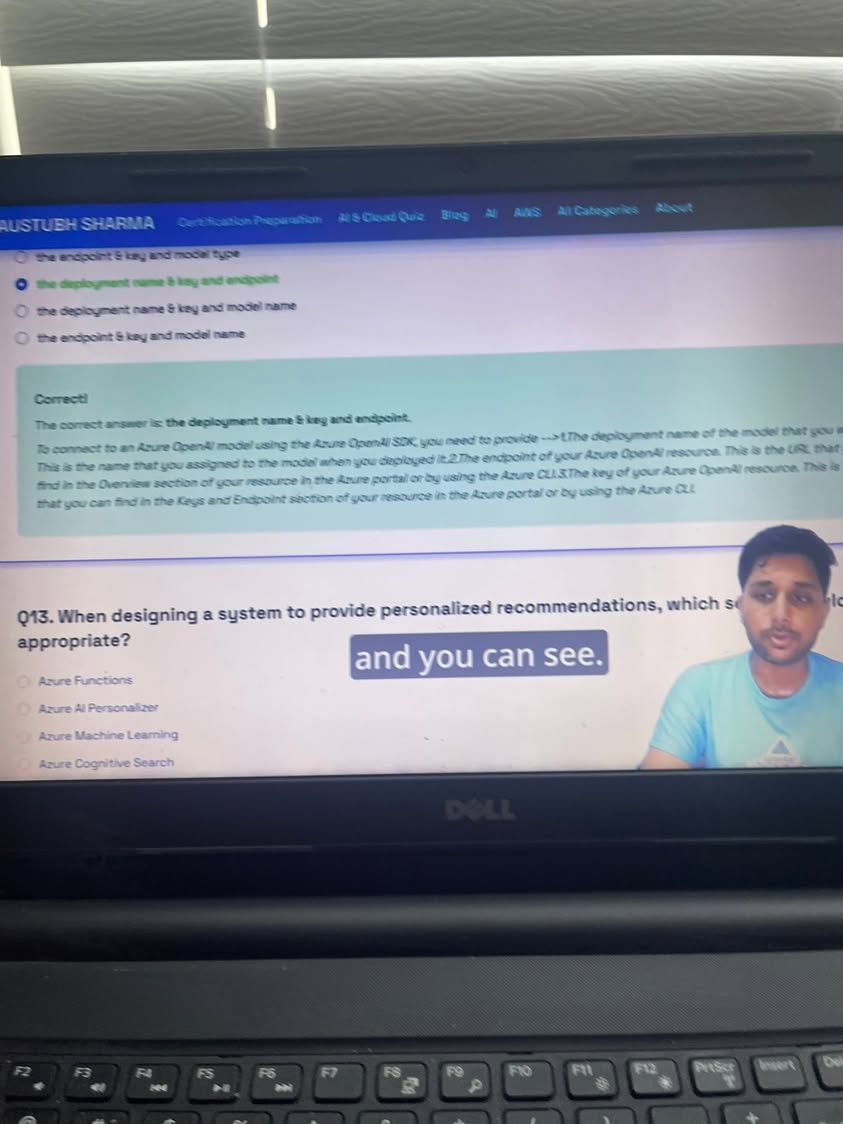 AUSTUBH SHARMA Certification Preparation AI & Cloud Quiz Blog AI AWS All Categories About
the endpoint & key and model type
the deployment name & key and endpoint
the deployment name & key and model name
the endpoint & key and model name
Correct!
The correct answer is: the deployment name & key and endpoint.
To connect to an Azure OpenAI model using the Azure OpenAI SDK, you need to provide -->1.The deployment name of the model that you
This is the name that you assigned to the model when you deployed it.2.The endpoint of your Azure OpenAI resource. This is the URL that
find in the Overview section of your resource in the Azure portal or by using the Azure CLI.3.The key of your Azure OpenAI resource. This is
that you can find in the Keys and Endpoint section of your resource in the Azure portal or by using the Azure CLI.
Q13. When designing a system to provide personalized recommendations, which
appropriate?
and you can see.
Azure Functions
Azure AI Personalizer
Azure Machine Learning
Azure Cognitive Search
DELL
F2 F3 F4 F5 F6 F7 F8 F9 F10 F11 F12 PrtScr Insert